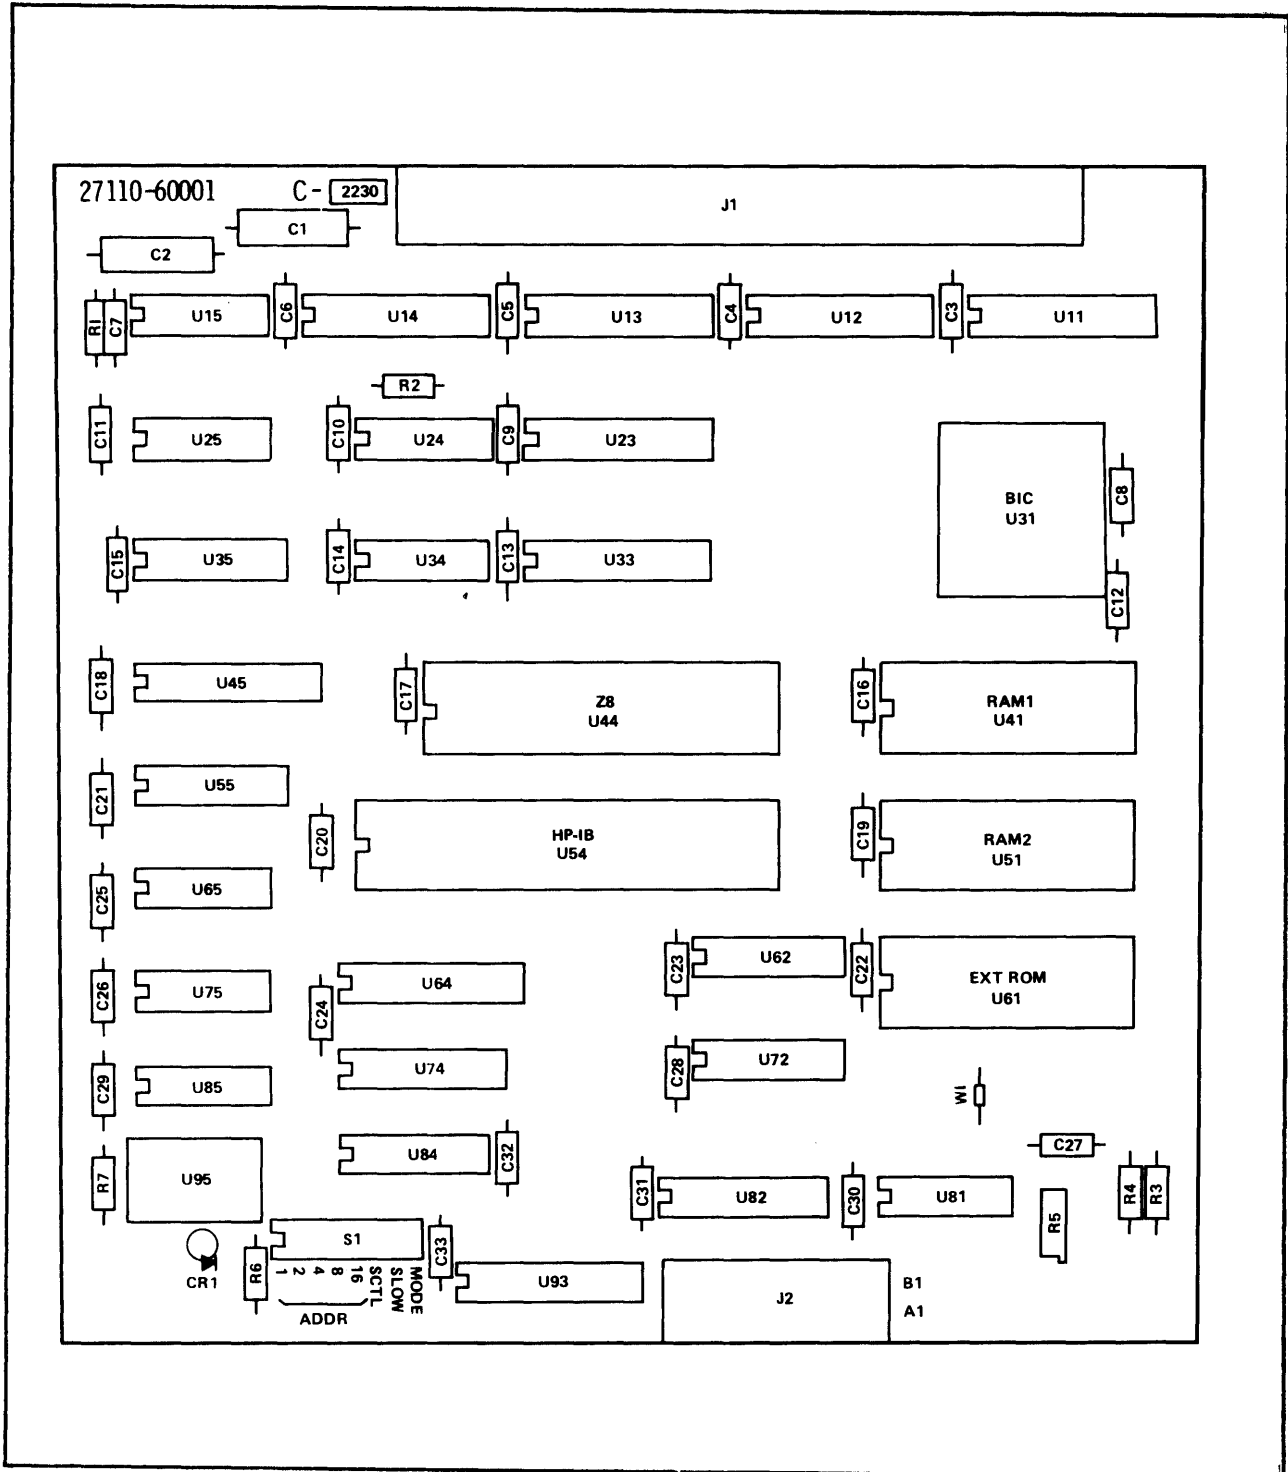 27110-60001 C- 2230
J1
C1
C2
R1
C7
U15
C6
U14
C5
U13
C4
U12
C3
U11
R2
C11
U25
C10
U24
C9
U23
BIC
U31
C8
C15
U35
C14
U34
C13
U33
C12
C18
U45
C17
Z8
U44
C16
RAM1
U41
C21
U55
C20
HP-IB
U54
C19
RAM2
U51
C25
U65
C26
U75
C24
U64
C23
U62
C22
EXT ROM
U61
C29
U85
U74
C28
U72
W1
R7
U95
U84
C32
C27
C31
U82
C30
U81
R5
R4
R3
CR1
R6
S1
C33
1
2
4
8
16
SCTL
SLOW
MODE
ADDR
U93
J2
B1
A1